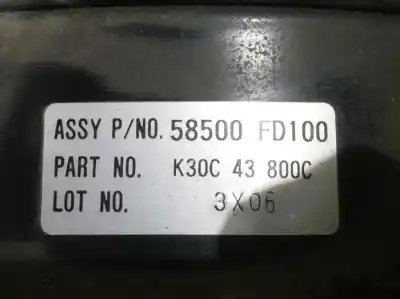 ASSY P/NO. 58500 FD100
PART NO. K30C 43 800C
LOT NO. 3X06